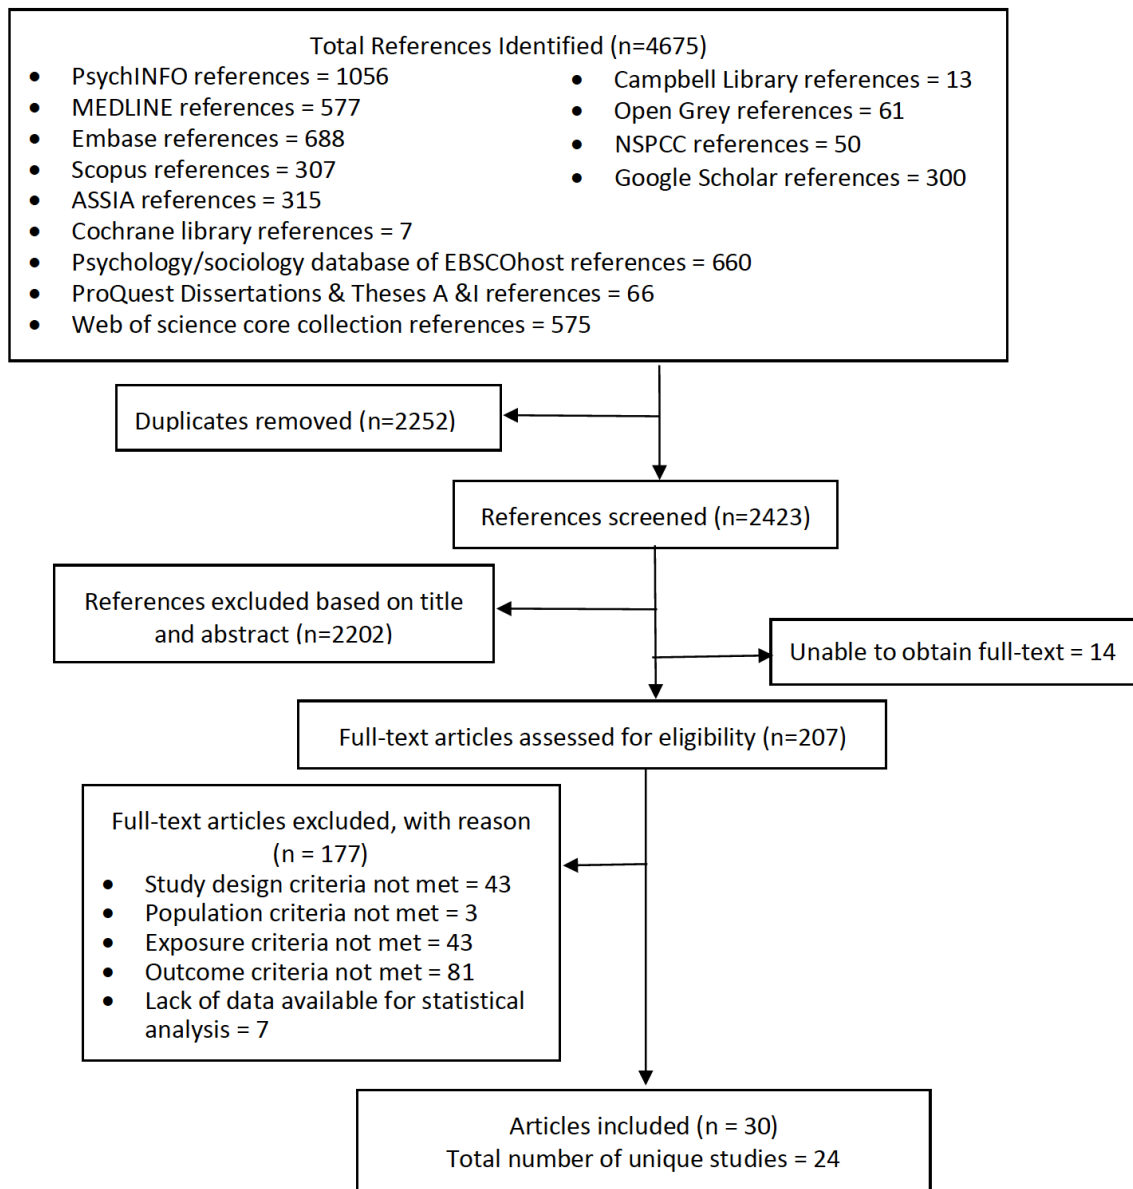 Total References Identified (n=4675)
• PsychINFO references = 1056
• MEDLINE references = 577
• Embase references = 688
• Scopus references = 307
• ASSIA references = 315
• Cochrane library references = 7
• Psychology/sociology database of EBSCOhost references = 660
• ProQuest Dissertations & Theses A &I references = 66
• Web of science core collection references = 575
• Campbell Library references = 13
• Open Grey references = 61
• NSPCC references = 50
• Google Scholar references = 300
Duplicates removed (n=2252)
References screened (n=2423)
References excluded based on title
and abstract (n=2202)
Unable to obtain full-text = 14
Full-text articles assessed for eligibility (n=207)
Full-text articles excluded, with reason
(n = 177)
• Study design criteria not met = 43
• Population criteria not met = 3
• Exposure criteria not met = 43
• Outcome criteria not met = 81
• Lack of data available for statistical
analysis = 7
Articles included (n = 30)
Total number of unique studies = 24